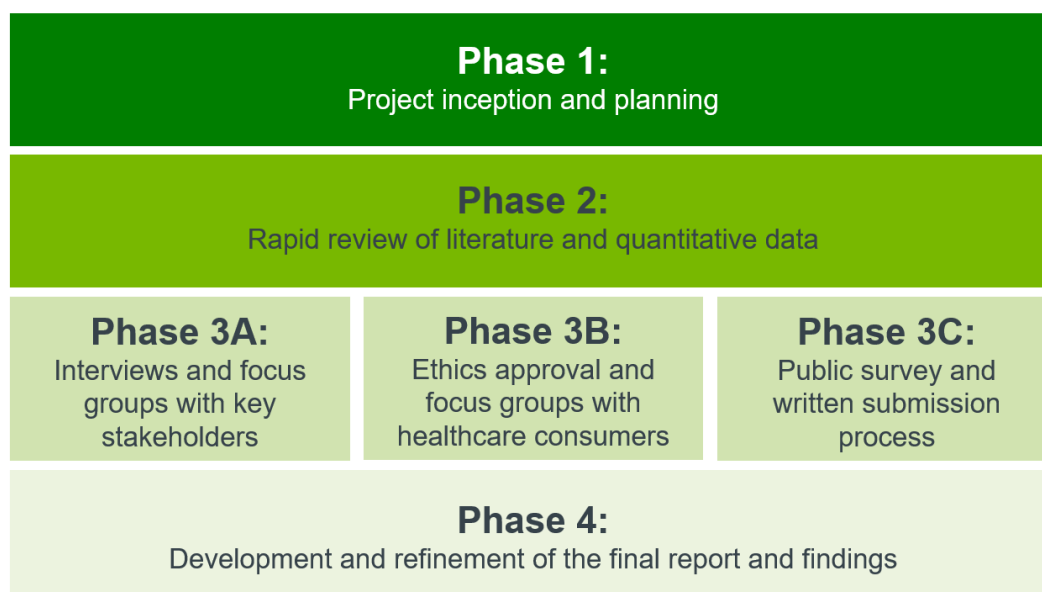 Phase 1:
Project inception and planning
Phase 2:
Rapid review of literature and quantitative data
Phase 3A:
Interviews and focus
groups with key
stakeholders
Phase 3B:
Ethics approval and
focus groups with
healthcare consumers
Phase 3C:
Public survey and
written submission
process
Phase 4:
Development and refinement of the final report and findings